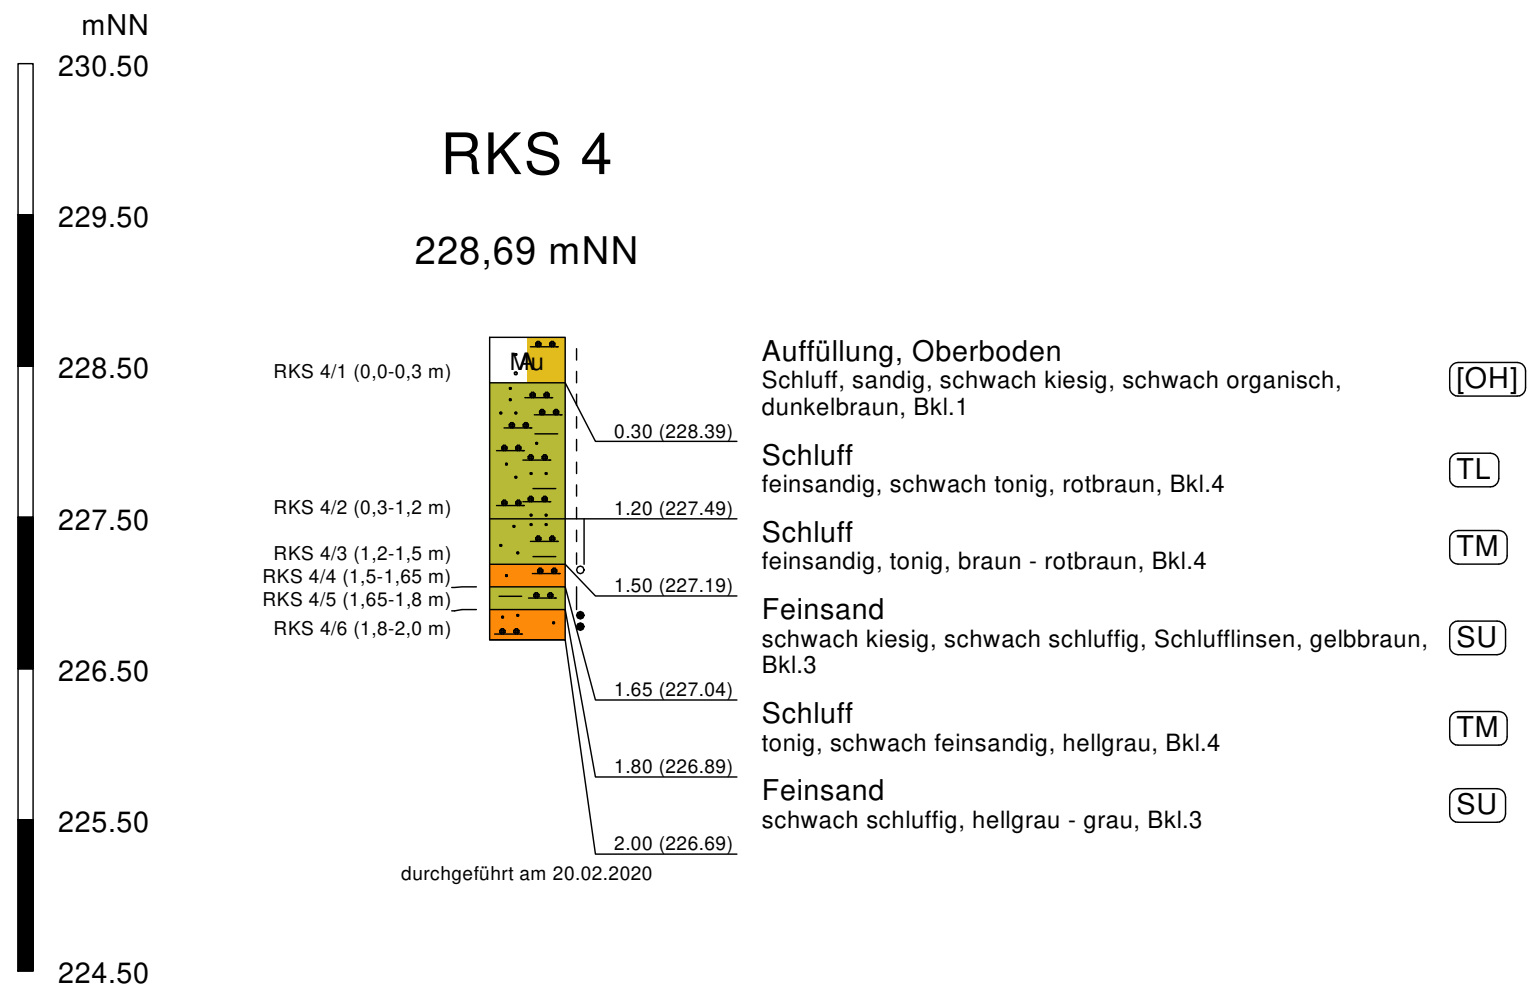 mNN
230.50
229.50
228.50
227.50
226.50
225.50
224.50
RKS 4
228,69 mNN
RKS 4/1 (0,0-0,3 m)
RKS 4/2 (0,3-1,2 m)
RKS 4/3 (1,2-1,5 m)
RKS 4/4 (1,5-1,65 m)
RKS 4/5 (1,65-1,8 m)
RKS 4/6 (1,8-2,0 m)
0.30 (228.39)
1.20 (227.49)
1.50 (227.19)
1.65 (227.04)
1.80 (226.89)
2.00 (226.69)
durchgeführt am 20.02.2020
Auffüllung, Oberboden
Schluff, sandig, schwach kiesig, schwach organisch,
dunkelbraun, Bkl.1
[OH]
Schluff
feinsandig, schwach tonig, rotbraun, Bkl.4
TL
Schluff
feinsandig, tonig, braun - rotbraun, Bkl.4
TM
Feinsand
schwach kiesig, schwach schluffig, Schlufflinsen, gelbbraun,
Bkl.3
SU
Schluff
tonig, schwach feinsandig, hellgrau, Bkl.4
TM
Feinsand
schwach schluffig, hellgrau - grau, Bkl.3
SU